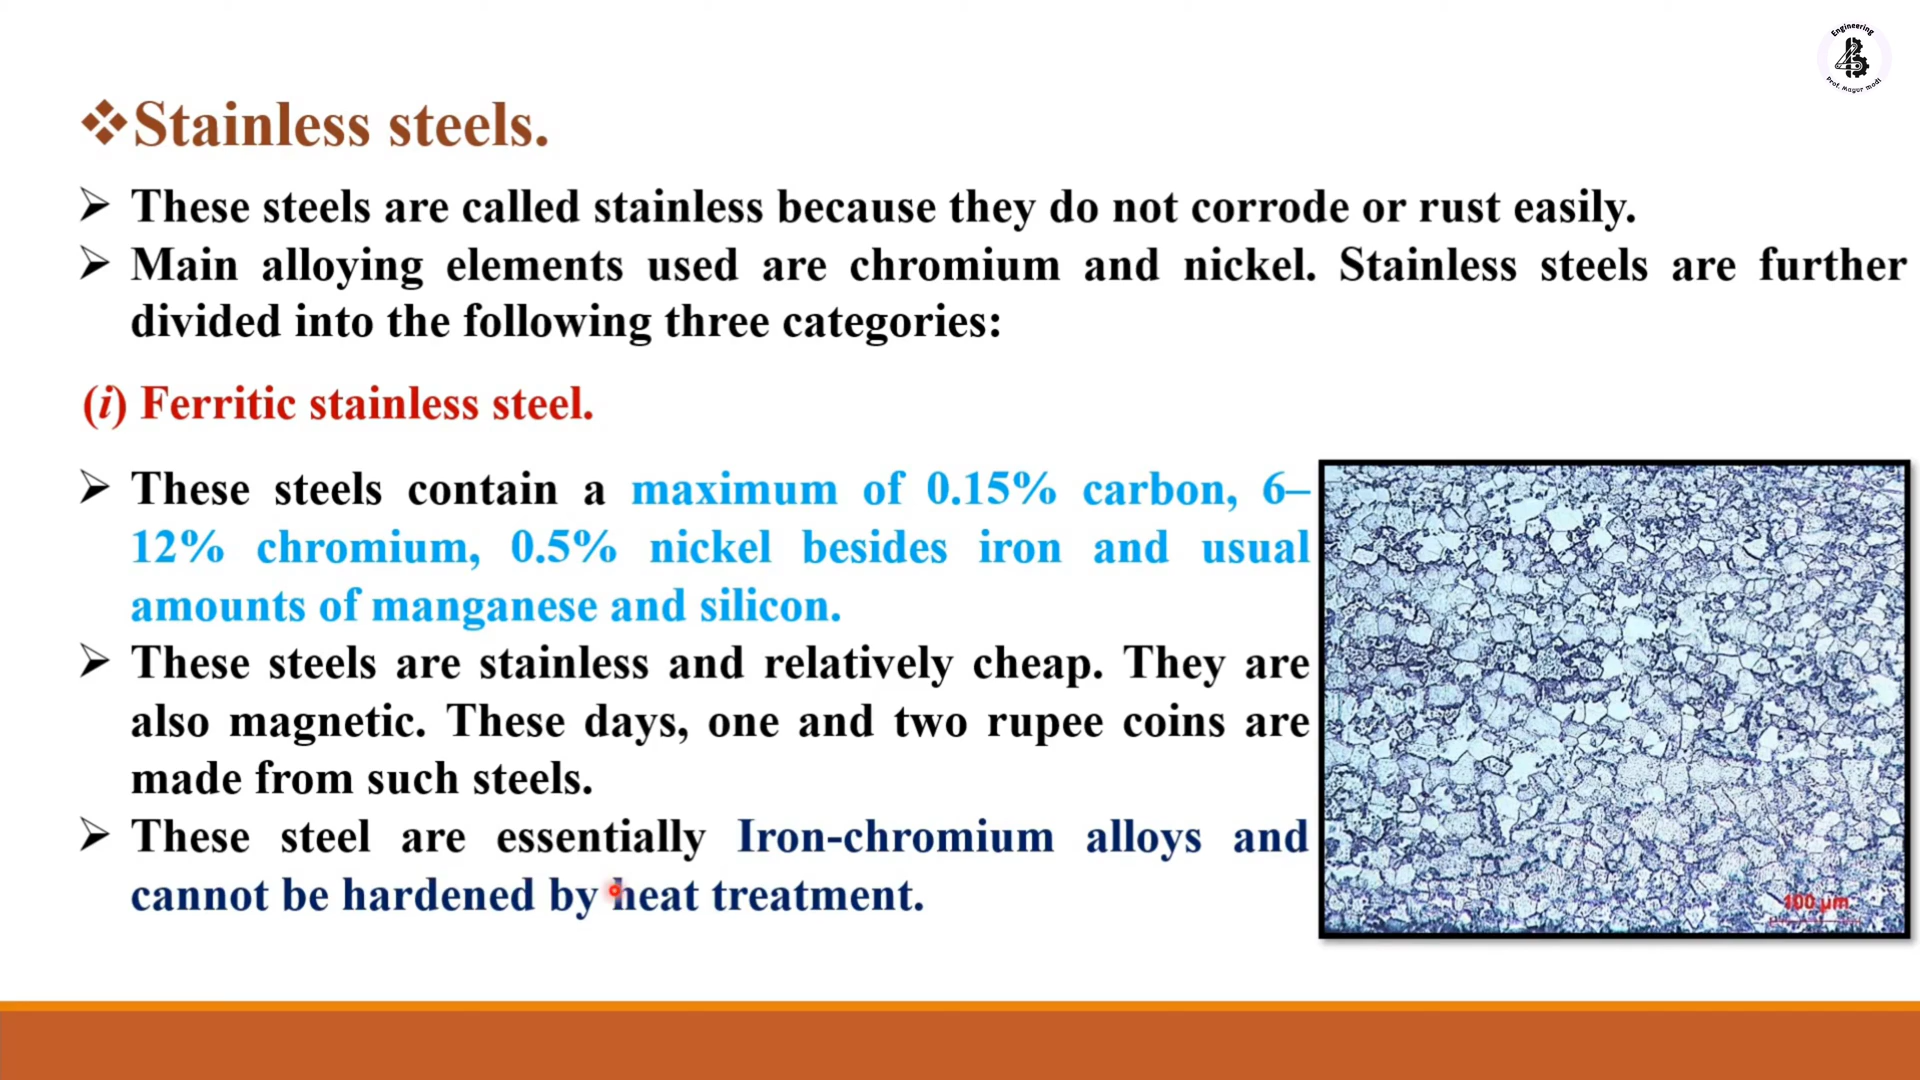 Engineering
Prof. Mayur modi
Stainless steels.
These steels are called stainless because they do not corrode or rust easily.
Main alloying elements used are chromium and nickel. Stainless steels are further
divided into the following three categories:
(i) Ferritic stainless steel.
These steels contain a maximum of 0.15% carbon, 6–
12% chromium, 0.5% nickel besides iron and usual
amounts of manganese and silicon.
These steels are stainless and relatively cheap. They are
also magnetic. These days, one and two rupee coins are
made from such steels.
These steel are essentially Iron-chromium alloys and
cannot be hardened by heat treatment.
100 µm